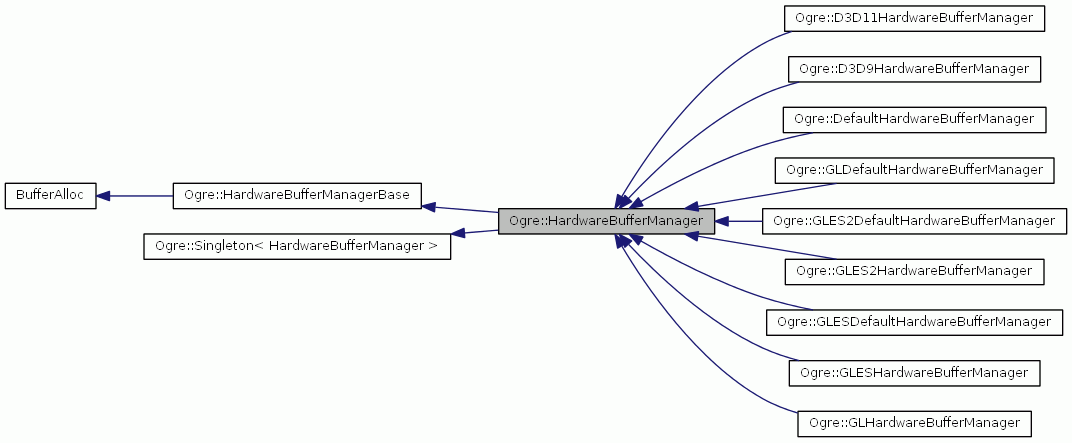 Ogre::D3D11HardwareBufferManager
Ogre::D3D9HardwareBufferManager
Ogre::DefaultHardwareBufferManager
Ogre::GLDefaultHardwareBufferManager
BufferAlloc
Ogre::HardwareBufferManagerBase
Ogre::HardwareBufferManager
Ogre::GLES2DefaultHardwareBufferManager
Ogre::Singleton< HardwareBufferManager >
Ogre::GLES2HardwareBufferManager
Ogre::GLESDefaultHardwareBufferManager
Ogre::GLESHardwareBufferManager
Ogre::GLHardwareBufferManager